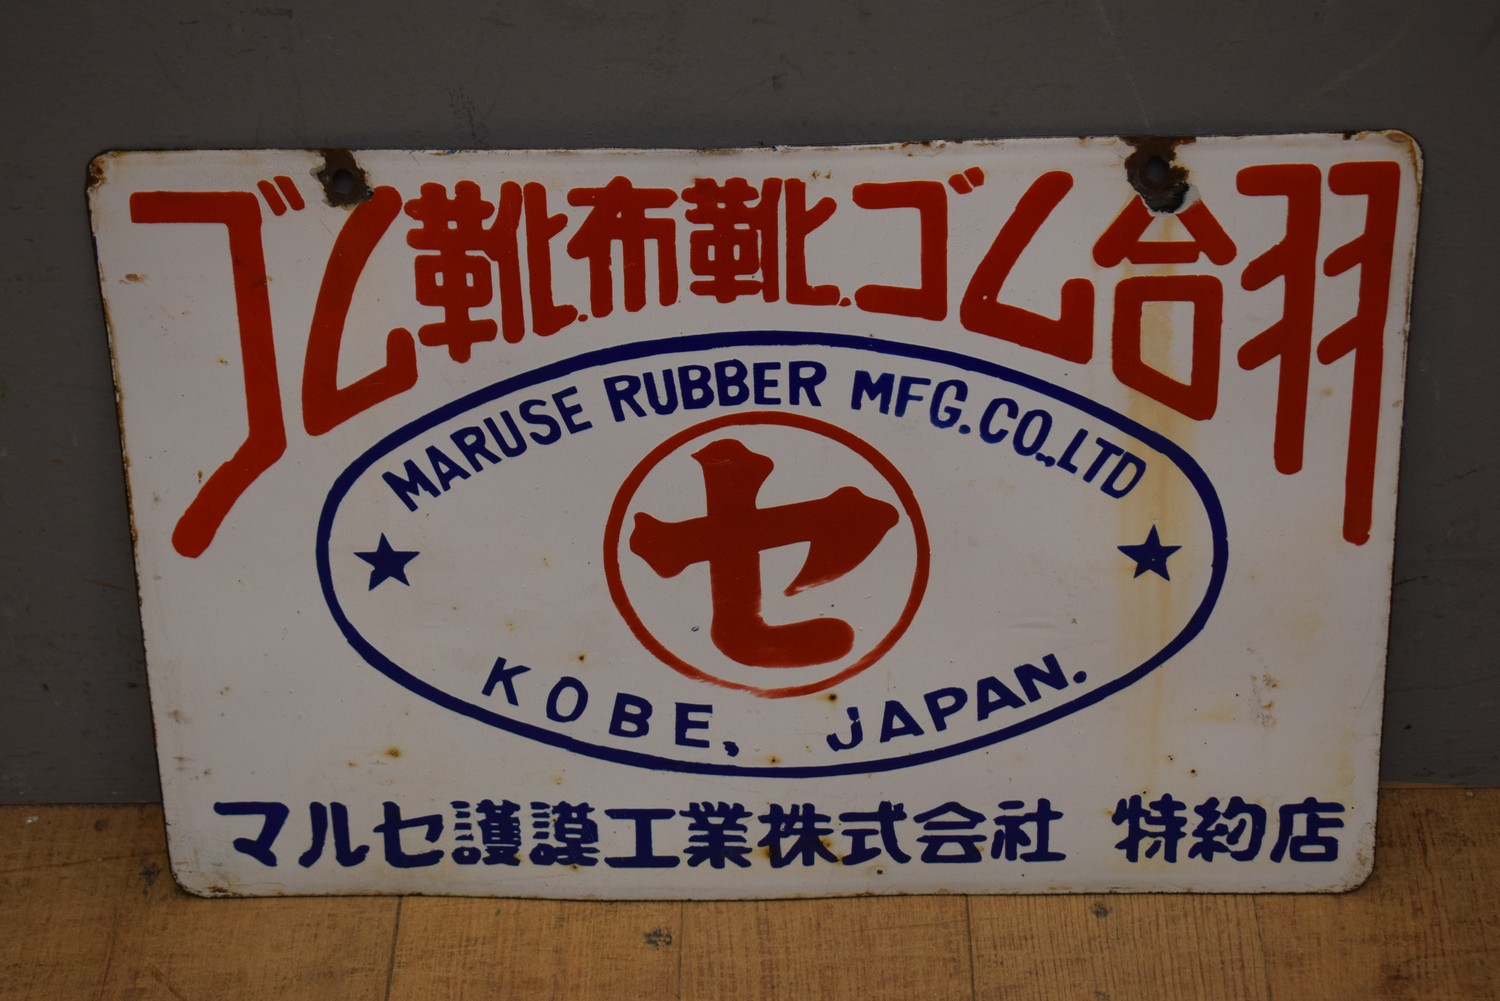 ゴム靴.布靴.ゴム合羽
MARUSE RUBBER MFG.CO.,LTD
セ
KOBE, JAPAN.
マルセ護謨工業株式会社 特約店